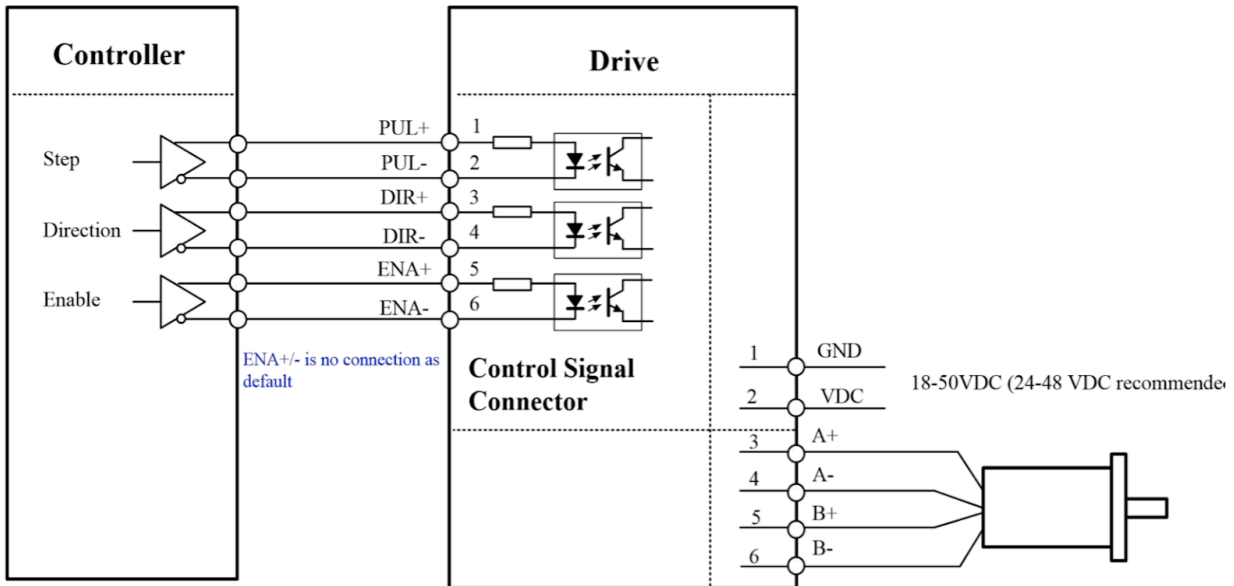 Controller
Drive
Step
Direction
Enable
PUL+
1
PUL-
2
DIR+
3
DIR-
4
ENA+
5
ENA-
6
ENA+/- is no connection as
default
Control Signal
Connector
1
GND
2
VDC
18-50VDC (24-48 VDC
3
A+
4
A-
5
B+
6
B-